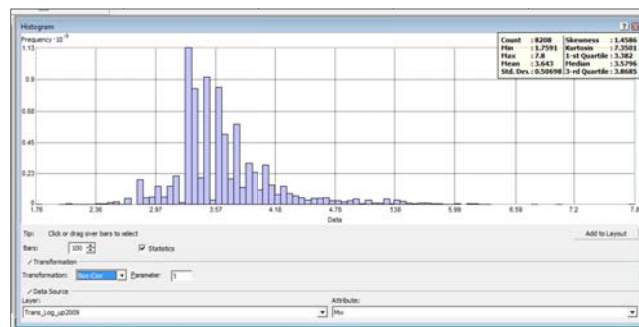 Histogram
Frequency · 10⁻³
Count : 8208 Skewness : 1.4586
Min : 1.7591 Kurtosis : 7.3501
Max : 7.8 1-st Quartile : 3.382
Mean : 3.643 Median : 3.5796
Std. Dev. : 0.50698 3-rd Quartile : 3.8685
1.13
0.9
0.68
0.45
0.23
0
1.76 2.36 2.97 3.57 4.18 4.78 5.38 5.99 6.59 7.2 7.8
Data
Tip: Click or drag over bars to select
Add to Layout
Bars: 100 Statistics
Transformation
Transformation: Box-Cox Parameter: 1
Data Source
Layer: Attribute:
Trans_Log_up2009 Mw